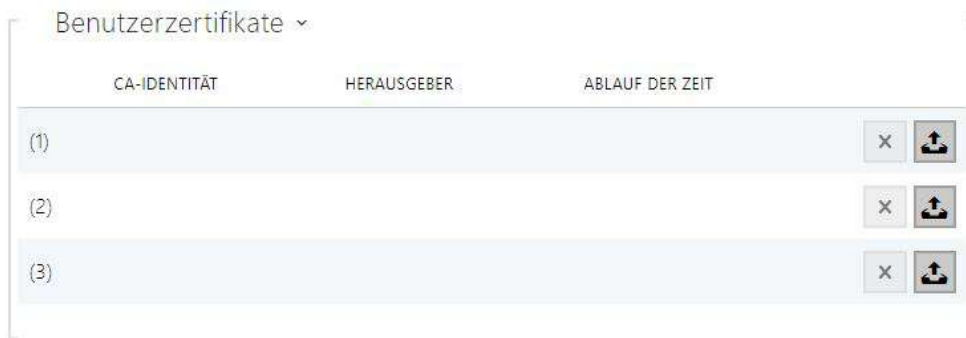 Benutzerzertifikate
CA-IDENTITÄT HERAUSGEBER ABLAUF DER ZEIT
(1)
(2)
(3)